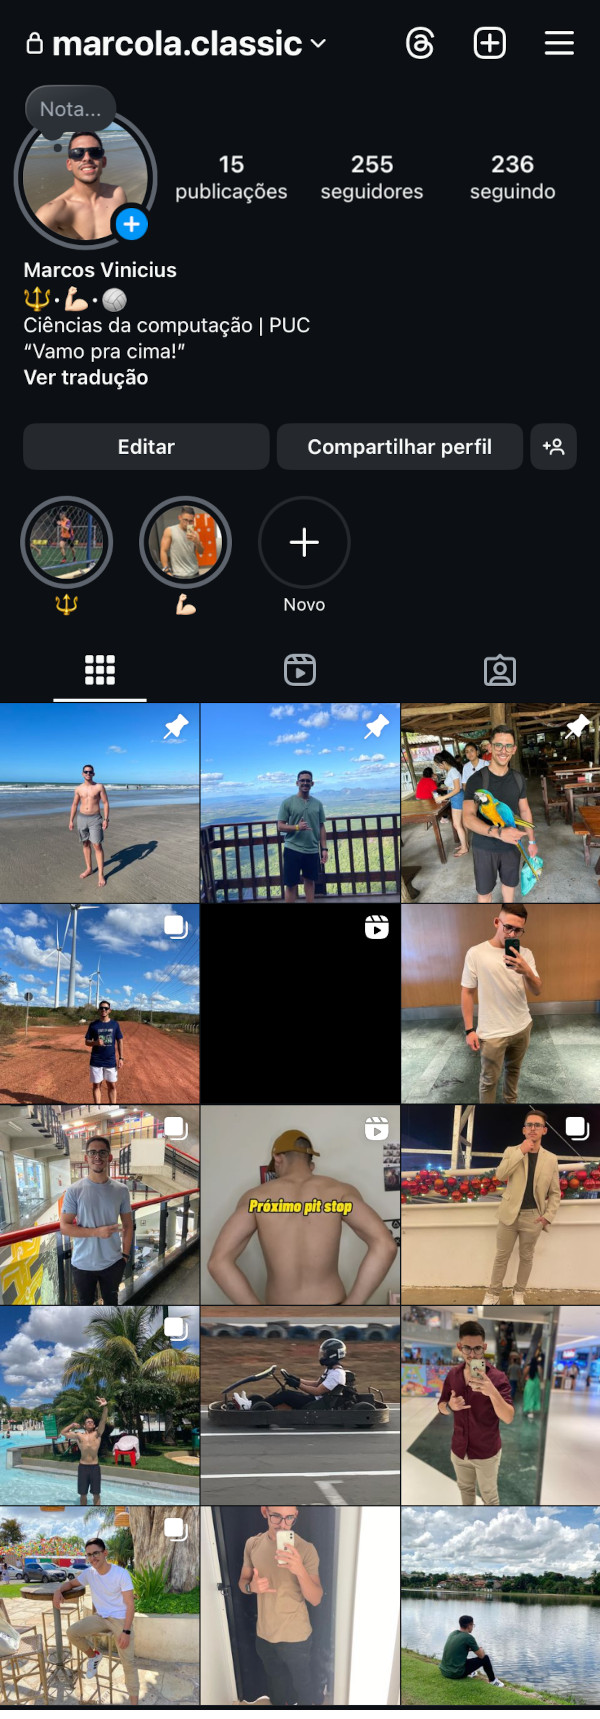 marcola.classic
Nota...
15 255 236
publicações seguidores seguindo
Marcos Vinicius
🔱•💪🏻•🏐
Ciências da computação | PUC
“Vamo pra cima!”
Ver tradução
Editar Compartilhar perfil
🔱 💪🏻 Novo
Próximo pit stop